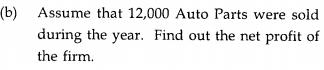 (b) Assume that 12,000 Auto Parts were sold
during the year. Find out the net profit of
the firm.